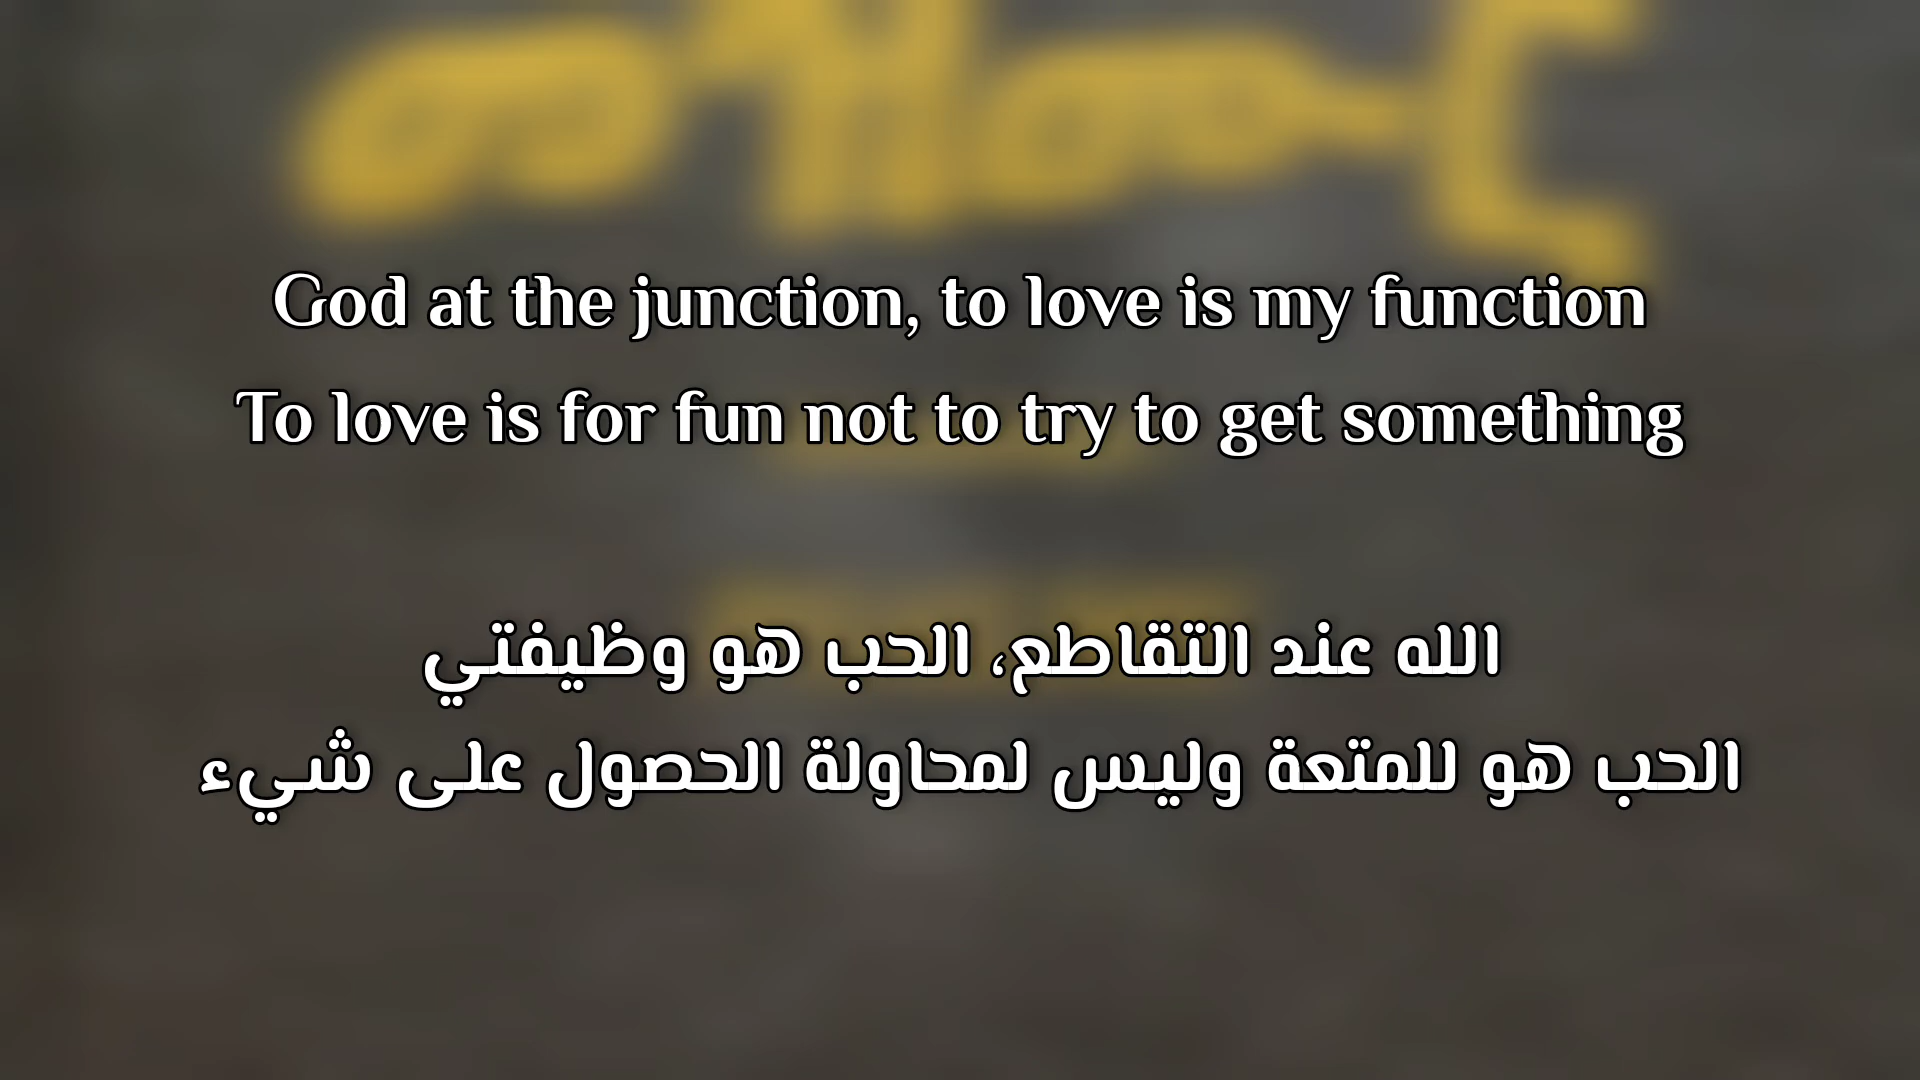 God at the junction, to love is my function
To love is for fun not to try to get something
الله عند التقاطع، الحب هو وظيفتي
الحب هو للمتعة وليس لمحاولة الحصول على شيء